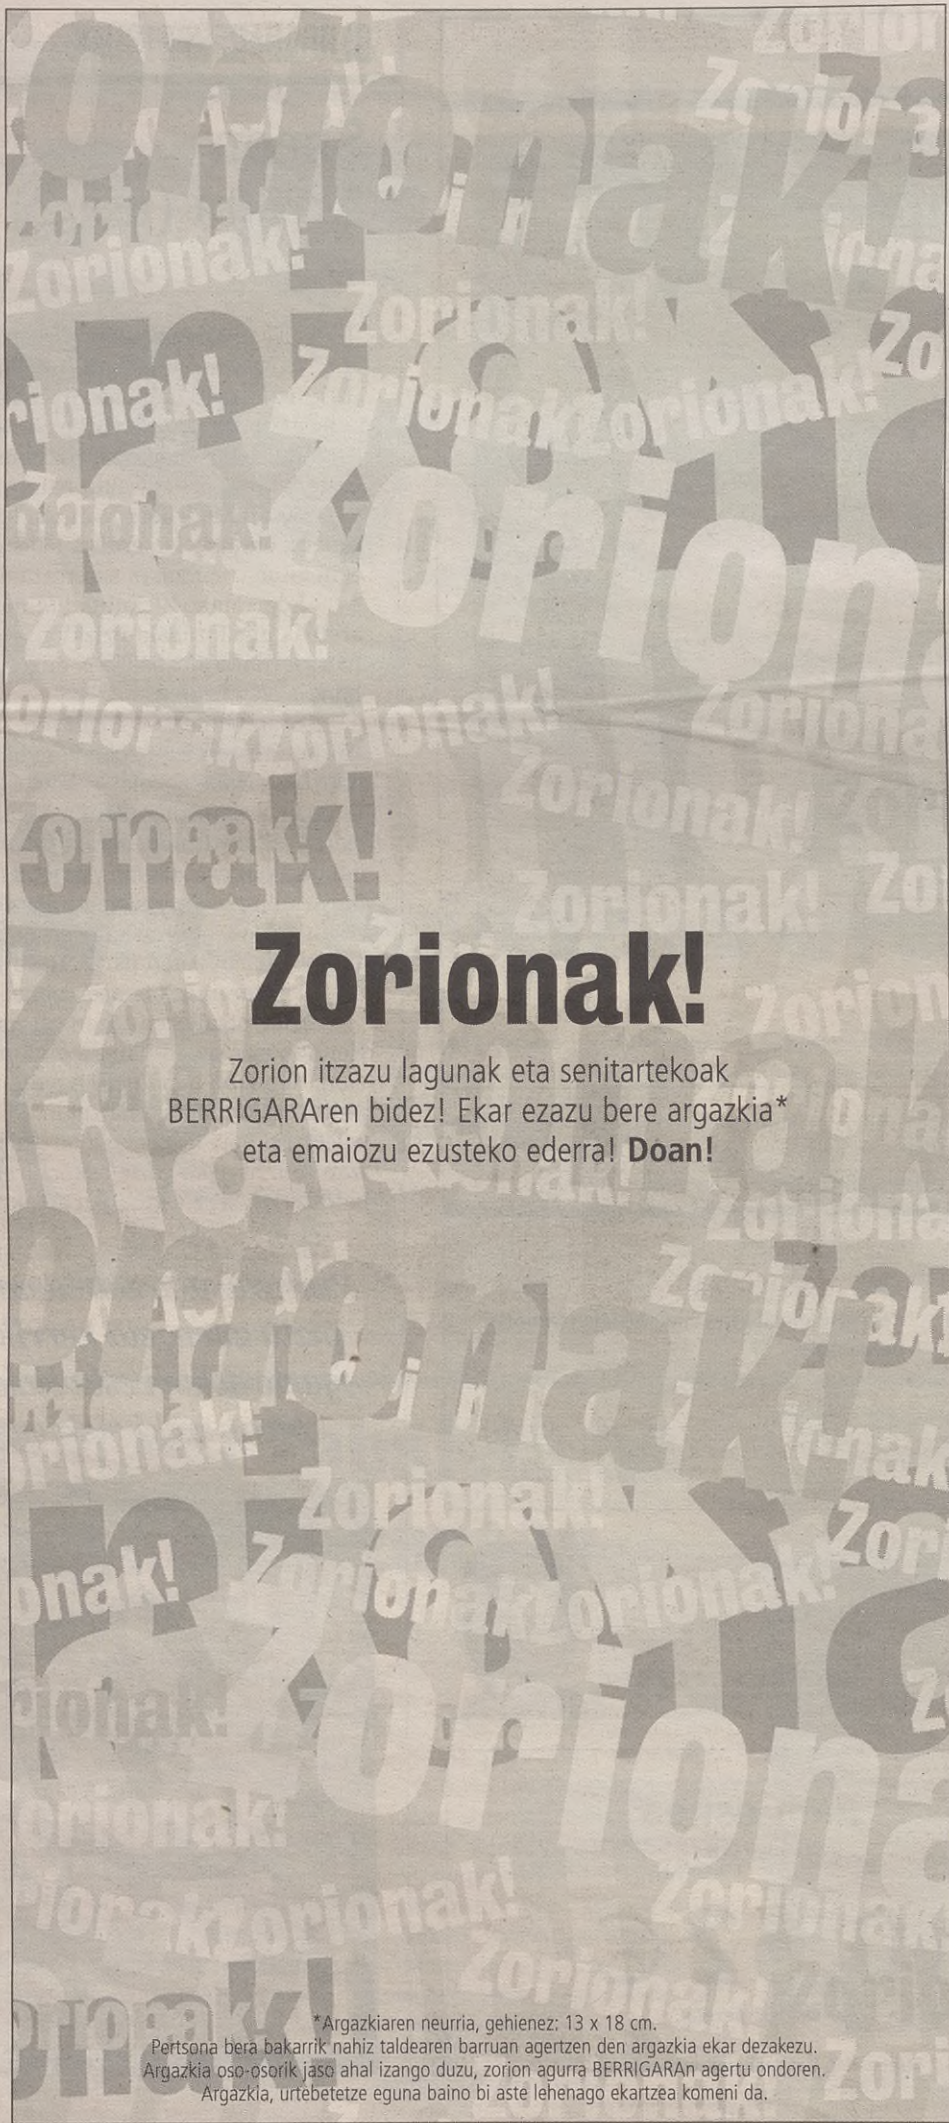 Zorionak!
Zorion itzazu lagunak eta senitartekoak
BERRIGARAren bidez! Ekar ezazu bere argazkia*
eta emaiozu ezusteko ederra! Doan!
*Argazkiaren neurria, gehienez: 13 x 18 cm.
Pertsona bera bakarrik nahiz taldearen barruan agertzen den argazkia ekar dezakezu.
Argazkia oso-osorik jaso ahal izango duzu, zorion agurra BERRIGARAn agertu ondoren.
Argazkia, urtebetetze eguna baino bi aste lehenago ekartzea komeni da.